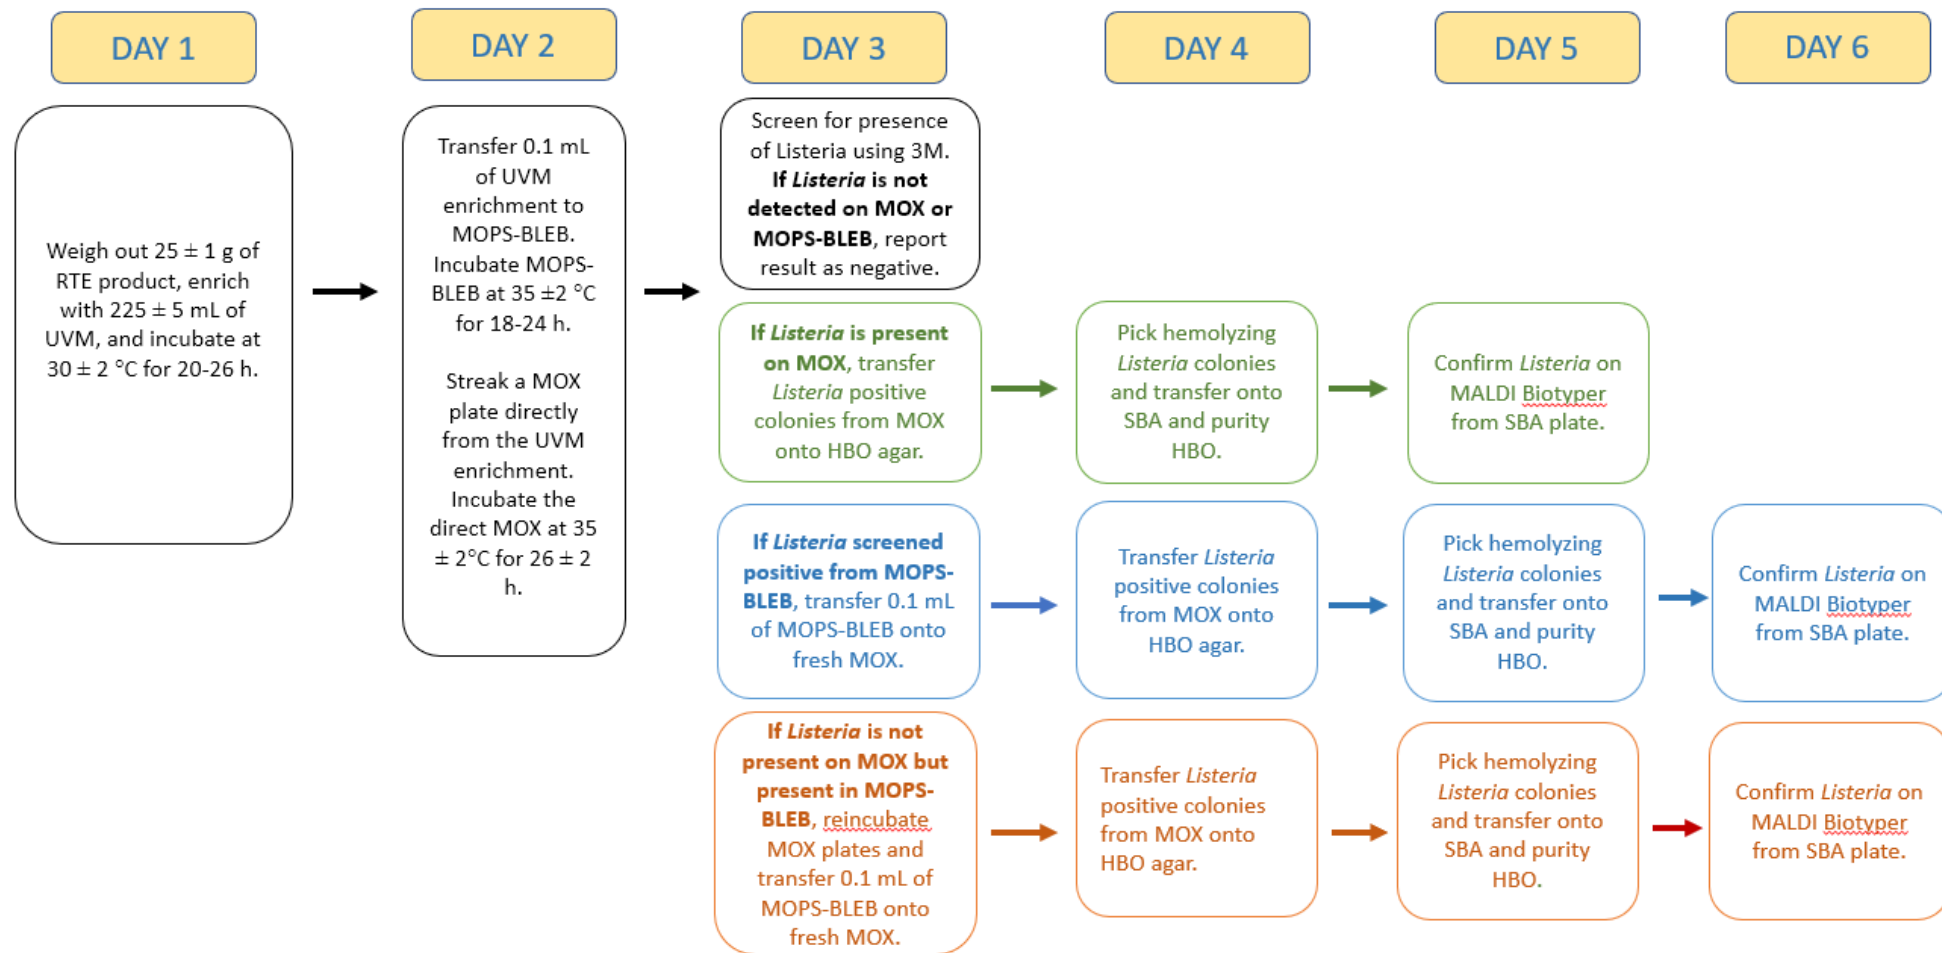 DAY 1
DAY 2
DAY 3
DAY 4
DAY 5
DAY 6
Weigh out 25 ± 1 g of
RTE product, enrich
with 225 ± 5 mL of
UVM, and incubate at
30 ± 2 °C for 20-26 h.
Transfer 0.1 mL
of UVM
enrichment to
MOPS-BLEB.
Incubate MOPS-
BLEB at 35 ±2 °C
for 18-24 h.
Streak a MOX
plate directly
from the UVM
enrichment.
Incubate the
direct MOX at 35
± 2°C for 26 ± 2
h.
Screen for presence
of Listeria using 3M.
If Listeria is not
detected on MOX or
MOPS-BLEB, report
result as negative.
If Listeria is present
on MOX, transfer
Listeria positive
colonies from MOX
onto HBO agar.
Pick hemolyzing
Listeria colonies
and transfer onto
SBA and purity
HBO.
Confirm Listeria on
MALDI Biotyper
from SBA plate.
If Listeria screened
positive from MOPS-
BLEB, transfer 0.1 mL
of MOPS-BLEB onto
fresh MOX.
Transfer Listeria
positive colonies
from MOX onto
HBO agar.
Pick hemolyzing
Listeria colonies
and transfer onto
SBA and purity
HBO.
Confirm Listeria on
MALDI Biotyper
from SBA plate.
If Listeria is not
present on MOX but
present in MOPS-
BLEB, reincubate
MOX plates and
transfer 0.1 mL of
MOPS-BLEB onto
fresh MOX.
Transfer Listeria
positive colonies
from MOX onto
HBO agar.
Pick hemolyzing
Listeria colonies
and transfer onto
SBA and purity
HBO.
Confirm Listeria on
MALDI Biotyper
from SBA plate.